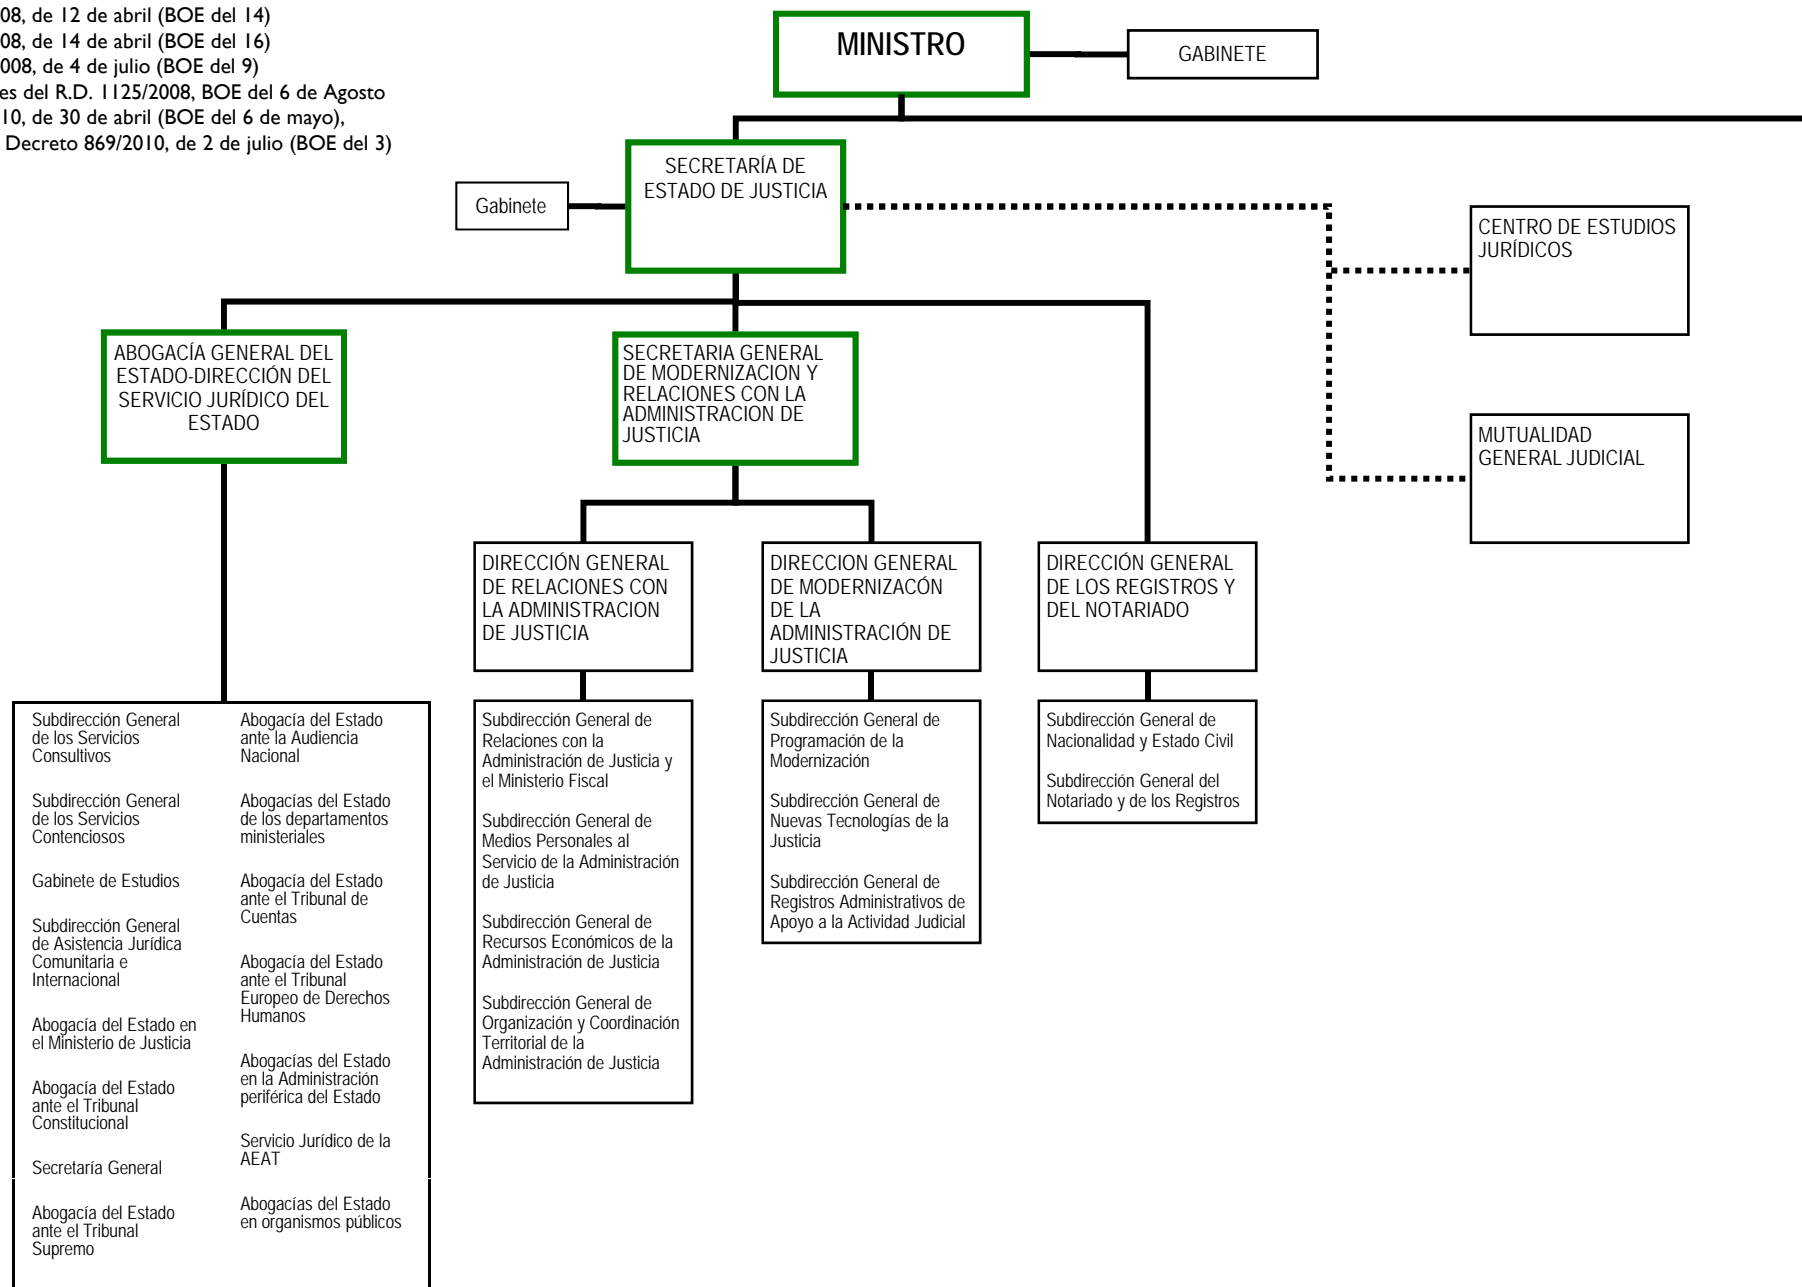 08, de 12 de abril (BOE del 14)
08, de 14 de abril (BOE del 16)
008, de 4 de julio (BOE del 9)
es del R.D. 1125/2008, BOE del 6 de Agosto
10, de 30 de abril (BOE del 6 de mayo),
Decreto 869/2010, de 2 de julio (BOE del 3)
MINISTRO
GABINETE
SECRETARÍA DE
ESTADO DE JUSTICIA
Gabinete
CENTRO DE ESTUDIOS
JURÍDICOS
MUTUALIDAD
GENERAL JUDICIAL
ABOGACÍA GENERAL DEL
ESTADO-DIRECCIÓN DEL
SERVICIO JURÍDICO DEL
ESTADO
SECRETARIA GENERAL
DE MODERNIZACION Y
RELACIONES CON LA
ADMINISTRACION DE
JUSTICIA
DIRECCIÓN GENERAL
DE RELACIONES CON
LA ADMINISTRACION
DE JUSTICIA
DIRECCION GENERAL
DE MODERNIZACÓN
DE LA
ADMINISTRACIÓN DE
JUSTICIA
DIRECCIÓN GENERAL
DE LOS REGISTROS Y
DEL NOTARIADO
Subdirección General
de los Servicios
Consultivos
Subdirección General
de los Servicios
Contenciosos
Gabinete de Estudios
Subdirección General
de Asistencia Jurídica
Comunitaria e
Internacional
Abogacía del Estado en
el Ministerio de Justicia
Abogacía del Estado
ante el Tribunal
Constitucional
Secretaría General
Abogacía del Estado
ante el Tribunal
Supremo
Abogacía del Estado
ante la Audiencia
Nacional
Abogacías del Estado
de los departamentos
ministeriales
Abogacía del Estado
ante el Tribunal de
Cuentas
Abogacía del Estado
ante el Tribunal
Europeo de Derechos
Humanos
Abogacías del Estado
en la Administración
periférica del Estado
Servicio Jurídico de la
AEAT
Abogacías del Estado
en organismos públicos
Subdirección General de
Relaciones con la
Administración de Justicia y
el Ministerio Fiscal
Subdirección General de
Medios Personales al
Servicio de la Administración
de Justicia
Subdirección General de
Recursos Económicos de la
Administración de Justicia
Subdirección General de
Organización y Coordinación
Territorial de la
Administración de Justicia
Subdirección General de
Programación de la
Modernización
Subdirección General de
Nuevas Tecnologías de la
Justicia
Subdirección General de
Registros Administrativos de
Apoyo a la Actividad Judicial
Subdirección General de
Nacionalidad y Estado Civil
Subdirección General del
Notariado y de los Registros